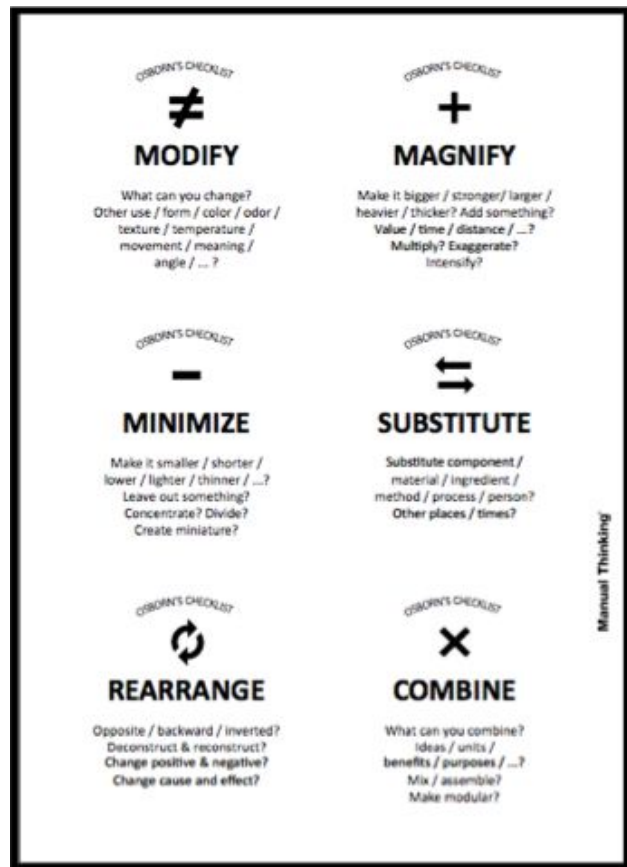 OSBORN'S CHECKLIST
≠
MODIFY
What can you change?
Other use / form / color / odor /
texture / temperature /
movement / meaning /
angle / ... ?
OSBORN'S CHECKLIST
+
MAGNIFY
Make it bigger / stronger/ larger /
heavier / thicker? Add something?
Value / time / distance / ...?
Multiply? Exaggerate?
Intensify?
OSBORN'S CHECKLIST
–
MINIMIZE
Make it smaller / shorter /
lower / lighter / thinner / ...?
Leave out something?
Concentrate? Divide?
Create miniature?
OSBORN'S CHECKLIST
SUBSTITUTE
Substitute component /
material / ingredient /
method / process / person?
Other places / times?
OSBORN'S CHECKLIST
REARRANGE
Opposite / backward / inverted?
Deconstruct & reconstruct?
Change positive & negative?
Change cause and effect?
OSBORN'S CHECKLIST
×
COMBINE
What can you combine?
Ideas / units /
benefits / purposes / ...?
Mix / assemble?
Make modular?
Manual Thinking